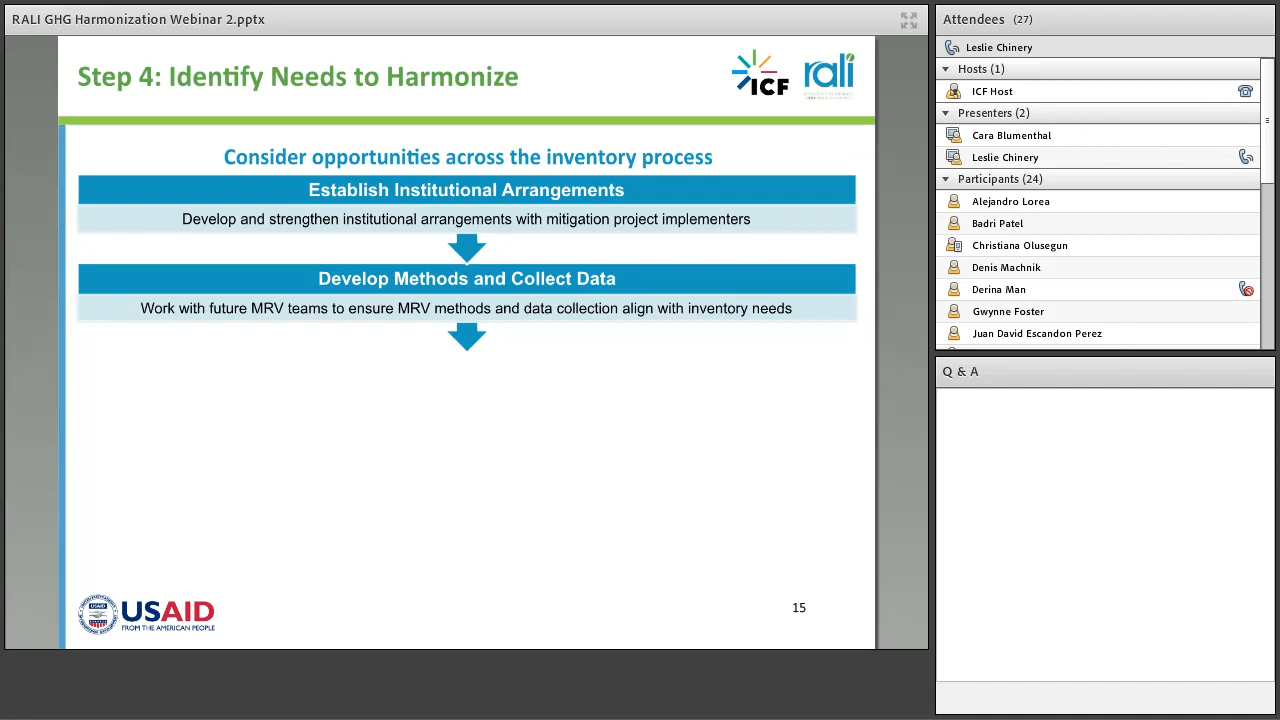 RALI GHG Harmonization Webinar 2.pptx
Step 4: Identify Needs to Harmonize
ICF
rali
Consider opportunities across the inventory process
Establish Institutional Arrangements
Develop and strengthen institutional arrangements with mitigation project implementers
Develop Methods and Collect Data
Work with future MRV teams to ensure MRV methods and data collection align with inventory needs
USAID
USAID
FROM THE AMERICAN PEOPLE
15
Attendees (27)
Leslie Chinery
Hosts (1)
ICF Host
Presenters (2)
Cara Blumenthal
Leslie Chinery
Participants (24)
Alejandro Lorea
Badri Patel
Christiana Olusegun
Denis Machnik
Derina Man
Gwynne Foster
Juan David Escandon Perez
Q & A